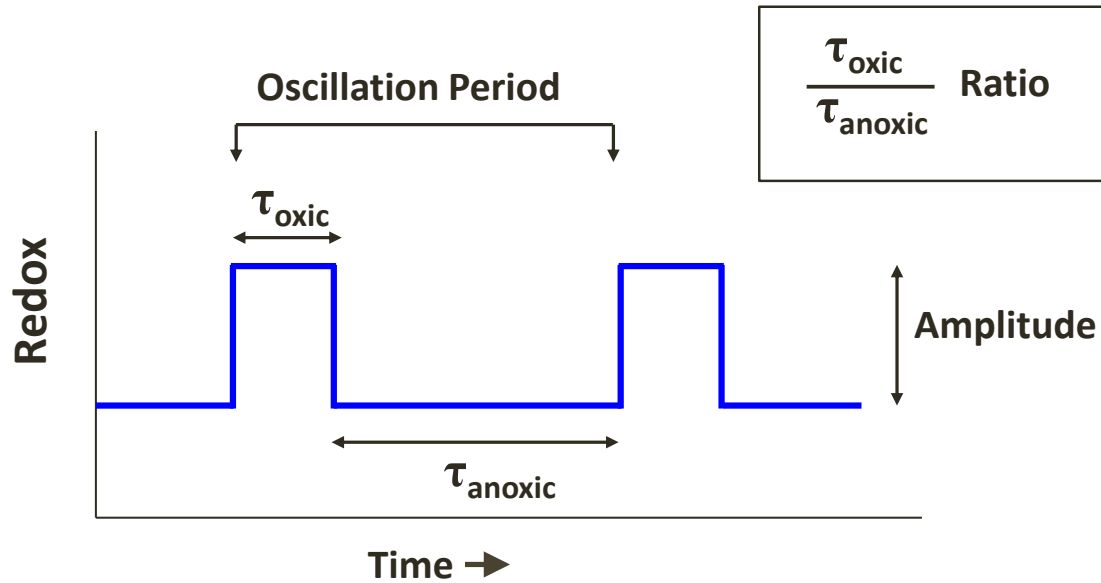 Oscillation Period
τoxic
τanoxic
Ratio
τoxic
Redox
Amplitude
τanoxic
Time